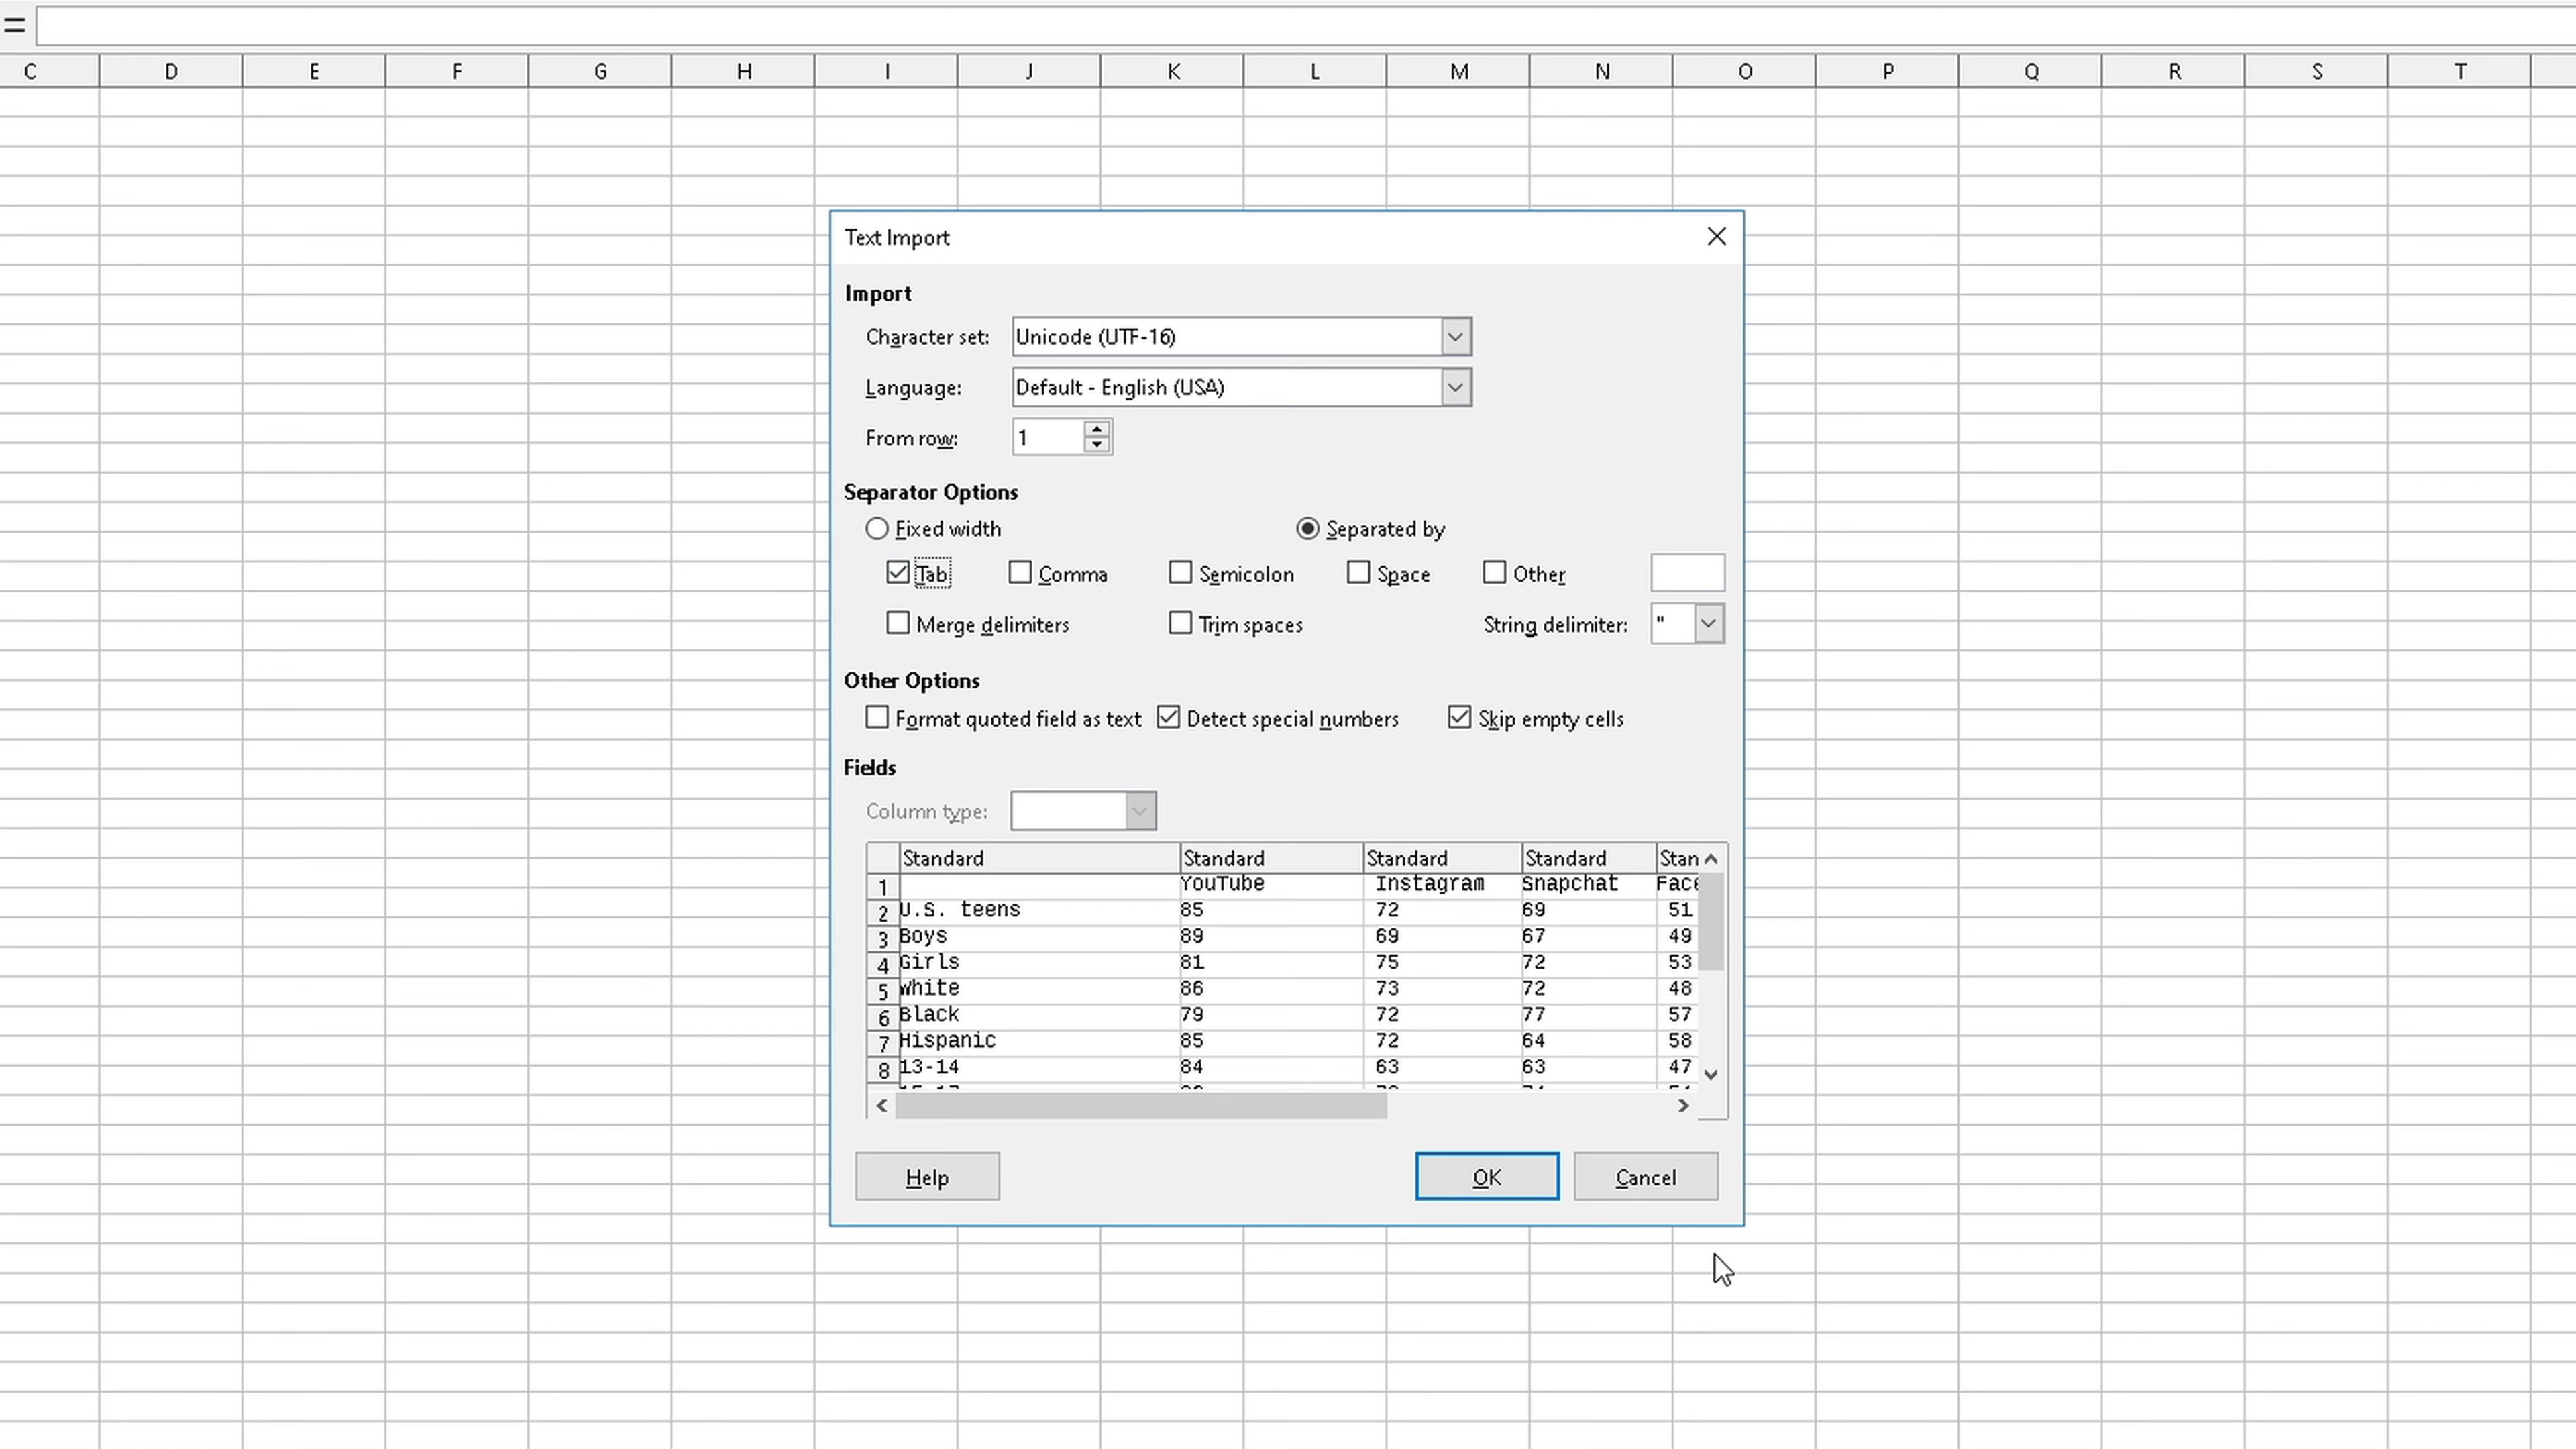 =
C D E F G H I J K L M N O P Q R S T
Text Import
Import
Character set: Unicode (UTF-16)
Language: Default - English (USA)
From row: 1
Separator Options
Fixed width Separated by
Tab Comma Semicolon Space Other
Merge delimiters Trim spaces String delimiter: "
Other Options
Format quoted field as text Detect special numbers Skip empty cells
Fields
Column type:
Standard Standard Standard Standard Stan
1 YouTube Instagram Snapchat Face
2 U.S. teens 85 72 69 51
3 Boys 89 69 67 49
4 Girls 81 75 72 53
5 White 86 73 72 48
6 Black 79 72 77 57
7 Hispanic 85 72 64 58
8 13-14 84 63 63 47
Help OK Cancel